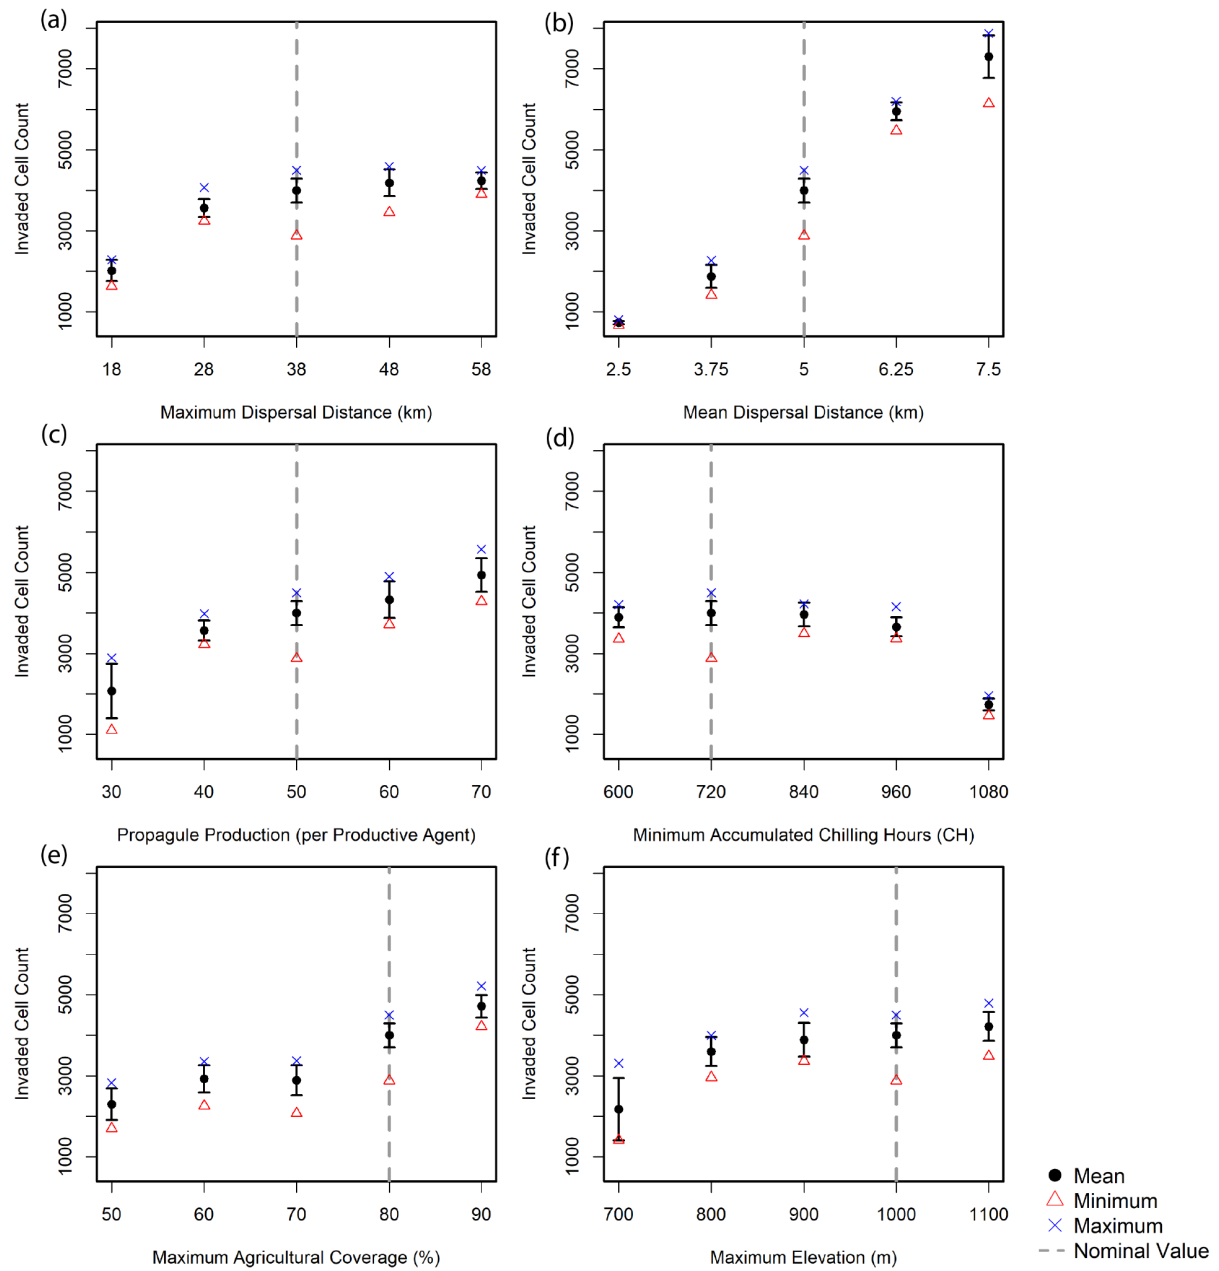 (a)
Invaded Cell Count
1000 3000 5000 7000
18 28 38 48 58
Maximum Dispersal Distance (km)
(b)
Invaded Cell Count
1000 3000 5000 7000
2.5 3.75 5 6.25 7.5
Mean Dispersal Distance (km)
(c)
Invaded Cell Count
1000 3000 5000 7000
30 40 50 60 70
Propagule Production (per Productive Agent)
(d)
Invaded Cell Count
1000 3000 5000 7000
600 720 840 960 1080
Minimum Accumulated Chilling Hours (CH)
(e)
Invaded Cell Count
1000 3000 5000 7000
50 60 70 80 90
Maximum Agricultural Coverage (%)
(f)
Invaded Cell Count
1000 3000 5000 7000
700 800 900 1000 1100
Maximum Elevation (m)
Mean
Minimum
Maximum
Nominal Value